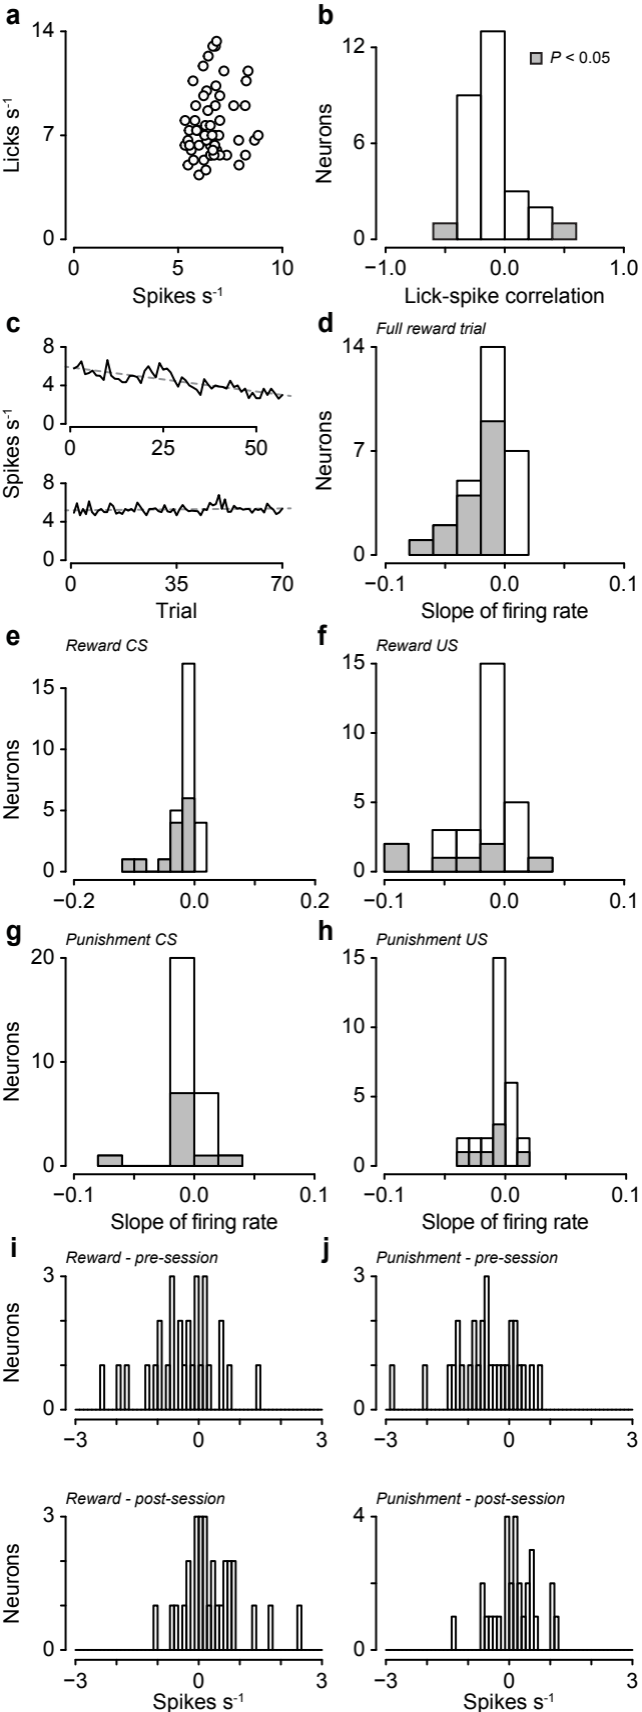 a
14
Licks s⁻¹
7
0
0 5 10
Spikes s⁻¹
b
12
P < 0.05
Neurons
6
0
−1.0 0.0 1.0
Lick-spike correlation
c
8
4
0
0 25 50
Spikes s⁻¹
8
4
0
0 35 70
Trial
d
Full reward trial
14
Neurons
7
0
−0.1 0.0 0.1
Slope of firing rate
e
Reward CS
15
Neurons
10
5
0
−0.2 0.0 0.2
f
Reward US
15
10
5
0
−0.1 0.0 0.1
g
Punishment CS
20
Neurons
10
0
−0.1 0.0 0.1
Slope of firing rate
h
Punishment US
15
10
5
0
−0.1 0.0 0.1
Slope of firing rate
i
Reward - pre-session
3
Neurons
0
−3 0 3
j
Punishment - pre-session
3
0
−3 0 3
Reward - post-session
3
Neurons
0
−3 0 3
Spikes s⁻¹
Punishment - post-session
4
0
−3 0 3
Spikes s⁻¹